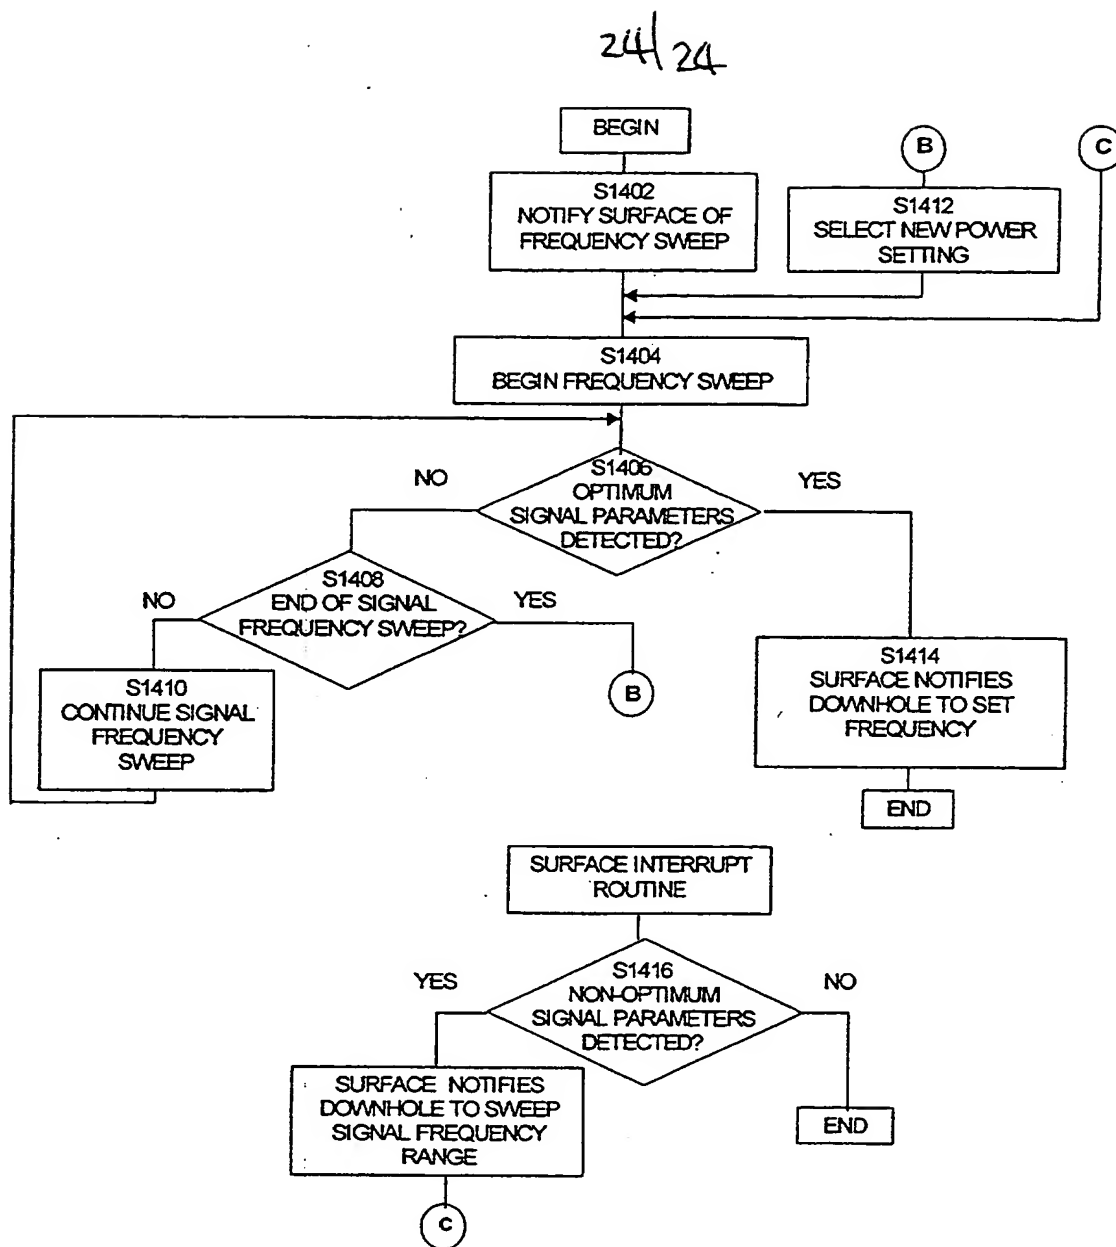 24/24
BEGIN
B
C
S1402
NOTIFY SURFACE OF
FREQUENCY SWEEP
S1412
SELECT NEW POWER
SETTING
S1404
BEGIN FREQUENCY SWEEP
NO
S1406
OPTIMUM
SIGNAL PARAMETERS
DETECTED?
YES
NO
S1408
END OF SIGNAL
FREQUENCY SWEEP?
YES
S1410
CONTINUE SIGNAL
FREQUENCY
SWEEP
B
S1414
SURFACE NOTIFIES
DOWNHOLE TO SET
FREQUENCY
END
SURFACE INTERRUPT
ROUTINE
YES
S1416
NON-OPTIMUM
SIGNAL PARAMETERS
DETECTED?
NO
SURFACE NOTIFIES
DOWNHOLE TO SWEEP
SIGNAL FREQUENCY
RANGE
END
C